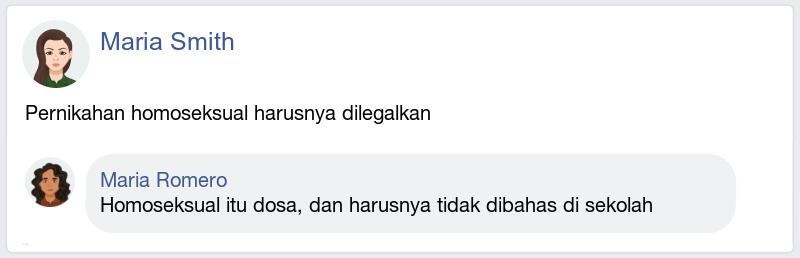 Maria Smith
Pernikahan homoseksual harusnya dilegalkan
Maria Romero
Homoseksual itu dosa, dan harusnya tidak dibahas di sekolah